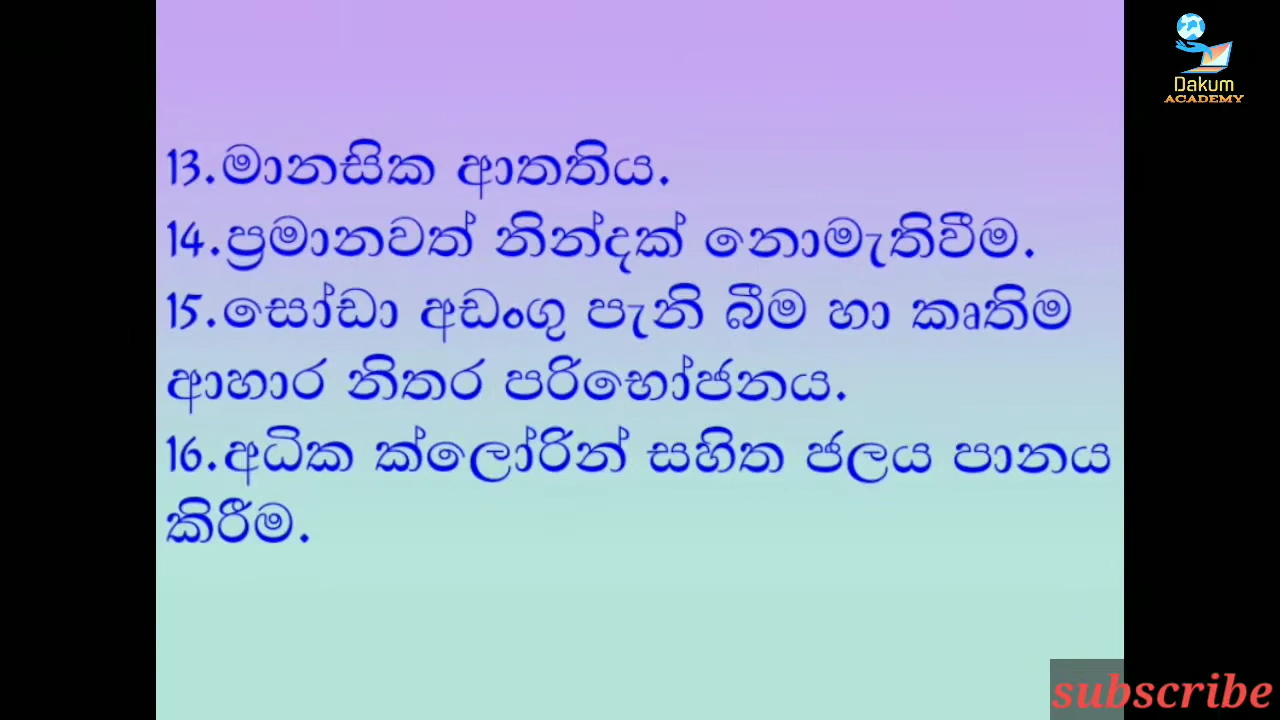 Dakum
ACADEMY
13.මානසික ආතතිය.
14.ප්‍රමානවත් නින්දක් නොමැතිවීම.
15.සෝඩා අඩංගු පැනි බීම හා කෘතිම
ආහාර නිතර පරිභෝජනය.
16.අධික ක්ලෝරින් සහිත ජලය පානය
කිරීම.
subscribe